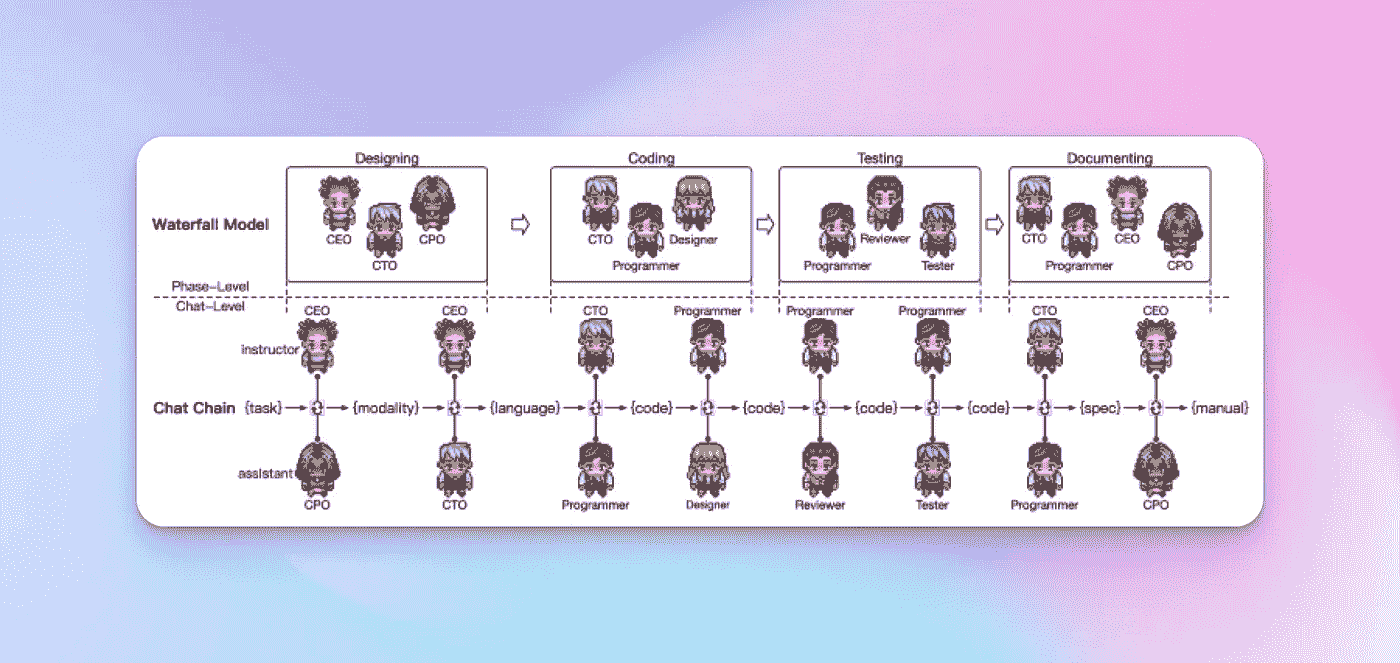 Designing Coding Testing Documenting
Waterfall Model
CEO CPO CTO Designer Reviewer CTO CEO
CTO Programmer Programmer Tester Programmer CPO
Phase-Level
Chat-Level
CEO CEO CTO Programmer Programmer Programmer CTO CEO
instructor
Chat Chain {task} {modality} {language} {code} {code} {code} {code} {spec} {manual}
assistant
CPO CTO Programmer Designer Reviewer Tester Programmer CPO